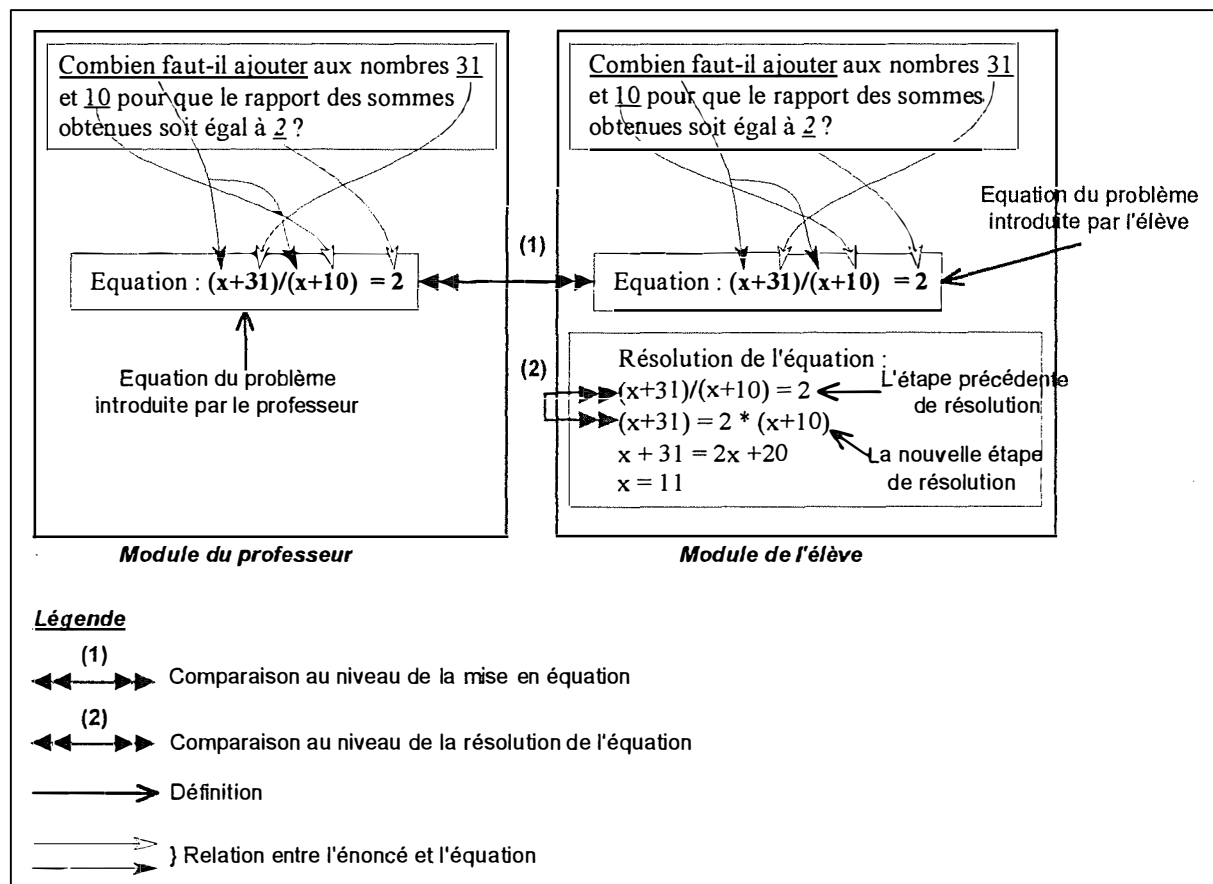 Combien faut-il ajouter aux nombres 31
et 10 pour que le rapport des sommes
obtenues soit égal à 2 ?
Equation : (x+31)/(x+10) = 2
Equation du problème
introduite par le professeur
Module du professeur
(1)
(2)
Combien faut-il ajouter aux nombres 31
et 10 pour que le rapport des sommes
obtenues soit égal à 2 ?
Equation du problème
introduite par l'élève
Equation : (x+31)/(x+10) = 2
Résolution de l'équation :
(x+31)/(x+10) = 2
L'étape précédente
de résolution
(x+31) = 2 * (x+10)
x + 31 = 2x +20
La nouvelle étape
de résolution
x = 11
Module de l'élève
Légende
(1)
Comparaison au niveau de la mise en équation
(2)
Comparaison au niveau de la résolution de l'équation
Définition
} Relation entre l'énoncé et l'équation